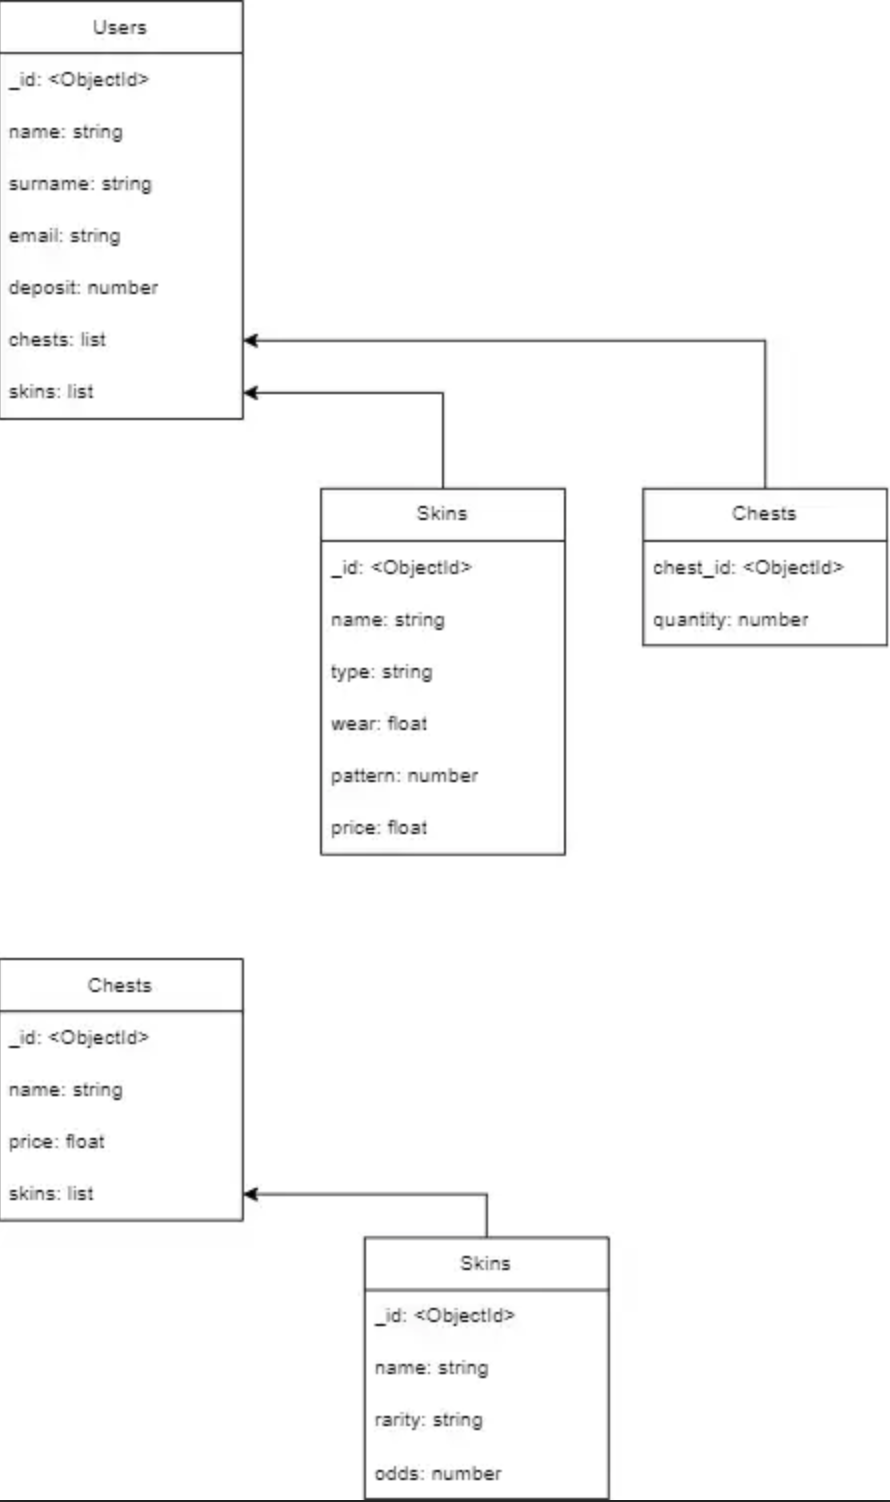 Users
_id: <ObjectId>
name: string
surname: string
email: string
deposit: number
chests: list
skins: list
Skins
_id: <ObjectId>
name: string
type: string
wear: float
pattern: number
price: float
Chests
chest_id: <ObjectId>
quantity: number
Chests
_id: <ObjectId>
name: string
price: float
skins: list
Skins
_id: <ObjectId>
name: string
rarity: string
odds: number